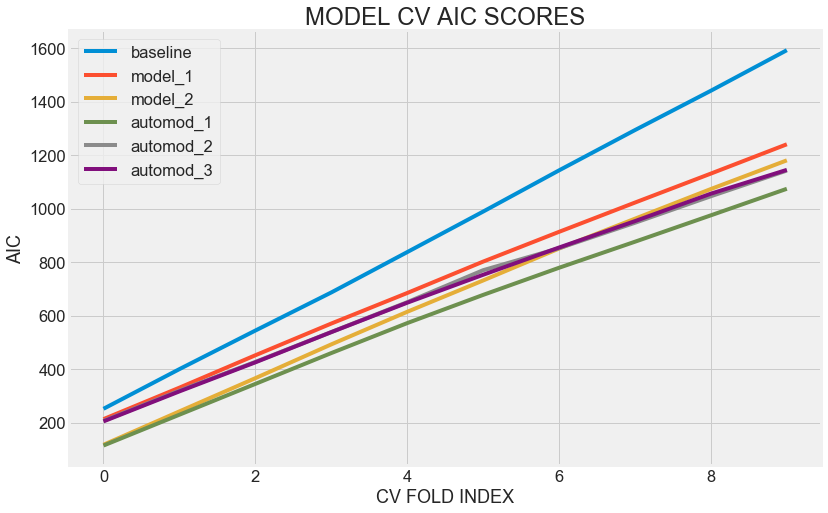 MODEL CV AIC SCORES
baseline
model_1
model_2
automod_1
automod_2
automod_3
AIC
1600
1400
1200
1000
800
600
400
200
0 2 4 6 8
CV FOLD INDEX